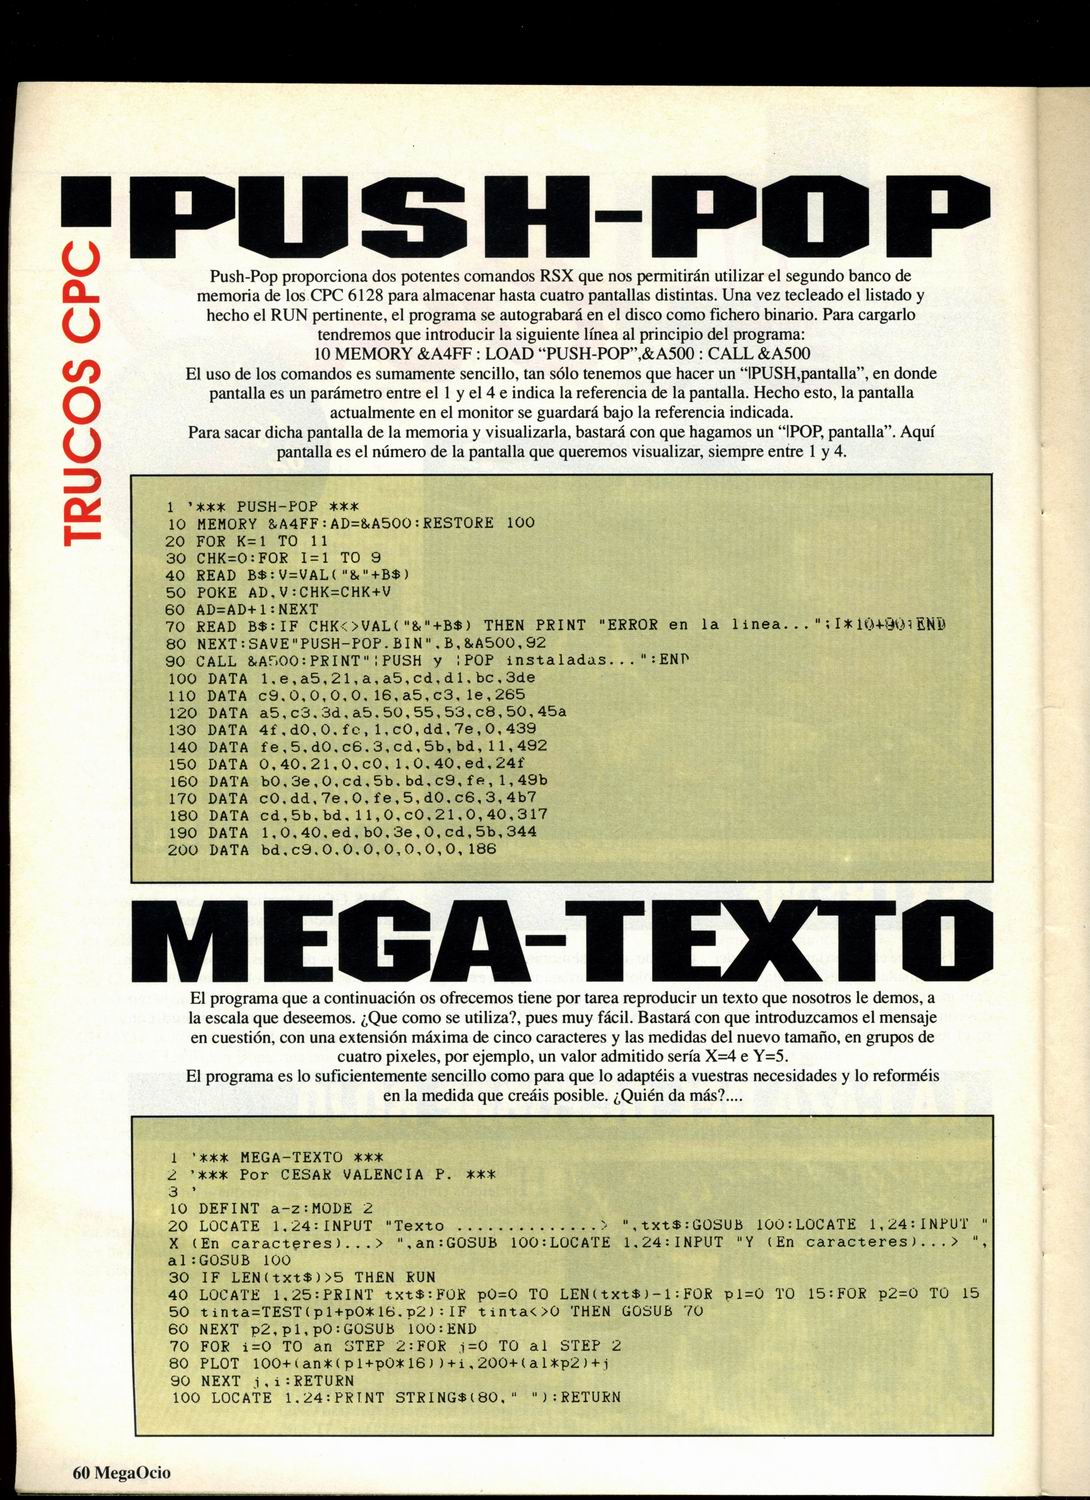 TRUCOS CPC
'PUSH-POP
Push-Pop proporciona dos potentes comandos RSX que nos permitirán utilizar el segundo banco de
memoria de los CPC 6128 para almacenar hasta cuatro pantallas distintas. Una vez tecleado el listado y
hecho el RUN pertinente, el programa se autograbará en el disco como fichero binario. Para cargarlo
tendremos que introducir la siguiente línea al principio del programa:
10 MEMORY &A4FF : LOAD “PUSH-POP”,&A500 : CALL &A500
El uso de los comandos es sumamente sencillo, tan sólo tenemos que hacer un “|PUSH,pantalla”, en donde
pantalla es un parámetro entre el 1 y el 4 e indica la referencia de la pantalla. Hecho esto, la pantalla
actualmente en el monitor se guardará bajo la referencia indicada.
Para sacar dicha pantalla de la memoria y visualizarla, bastará con que hagamos un “|POP, pantalla”. Aquí
pantalla es el número de la pantalla que queremos visualizar, siempre entre 1 y 4.
1 '*** PUSH-POP ***
10 MEMORY &A4FF:AD=&A500:RESTORE 100
20 FOR K=1 TO 11
30 CHK=0:FOR I=1 TO 9
40 READ B$:V=VAL("&"+B$)
50 POKE AD,V:CHK=CHK+V
60 AD=AD+1:NEXT
70 READ B$:IF CHK<>VAL("&"+B$) THEN PRINT "ERROR en la linea...";I*10+90:END
80 NEXT:SAVE"PUSH-POP.BIN",B,&A500,92
90 CALL &A500:PRINT"¦PUSH y ¦POP instaladas...":END
100 DATA 1,e,a5,21,a,a5,cd,d1,bc,3de
110 DATA c9,0,0,0,0,16,a5,c3,1e,265
120 DATA a5,c3,3d,a5,50,55,53,c8,50,45a
130 DATA 4f,d0,0,fe,1,c0,dd,7e,0,439
140 DATA fe,5,d0,c6,3,cd,5b,bd,11,492
150 DATA 0,40,21,0,c0,1,0,40,ed,24f
160 DATA b0,3e,0,cd,5b,bd,c9,fe,1,49b
170 DATA c0,dd,7e,0,fe,5,d0,c6,3,4b7
180 DATA cd,5b,bd,11,0,c0,21,0,40,317
190 DATA 1,0,40,ed,b0,3e,0,cd,5b,344
200 DATA bd,c9,0,0,0,0,0,0,0,186
MEGA-TEXTO
El programa que a continuación os ofrecemos tiene por tarea reproducir un texto que nosotros le demos, a
la escala que deseemos. ¿Que como se utiliza?, pues muy fácil. Bastará con que introduzcamos el mensaje
en cuestión, con una extensión máxima de cinco caracteres y las medidas del nuevo tamaño, en grupos de
cuatro pixeles, por ejemplo, un valor admitido sería X=4 e Y=5.
El programa es lo suficientemente sencillo como para que lo adaptéis a vuestras necesidades y lo reforméis
en la medida que creáis posible. ¿Quién da más?....
1 '*** MEGA-TEXTO ***
2 '*** Por CESAR VALENCIA P. ***
3 '
10 DEFINT a-z:MODE 2
20 LOCATE 1,24:INPUT "Texto ..............> ",txt$:GOSUB 100:LOCATE 1,24:INPUT "
X (En caracteres)...> ",an:GOSUB 100:LOCATE 1,24:INPUT "Y (En caracteres)...> ",
al:GOSUB 100
30 IF LEN(txt$)>5 THEN RUN
40 LOCATE 1,25:PRINT txt$:FOR p0=0 TO LEN(txt$)-1:FOR p1=0 TO 15:FOR p2=0 TO 15
50 tinta=TEST(p1+p0*16,p2):IF tinta<>0 THEN GOSUB 70
60 NEXT p2,p1,p0:GOSUB 100:END
70 FOR i=0 TO an STEP 2:FOR j=0 TO al STEP 2
80 PLOT 100+(an*(p1+p0*16))+i,200+(al*p2)+j
90 NEXT j,i:RETURN
100 LOCATE 1,24:PRINT STRING$(80," "):RETURN
60 MegaOcio